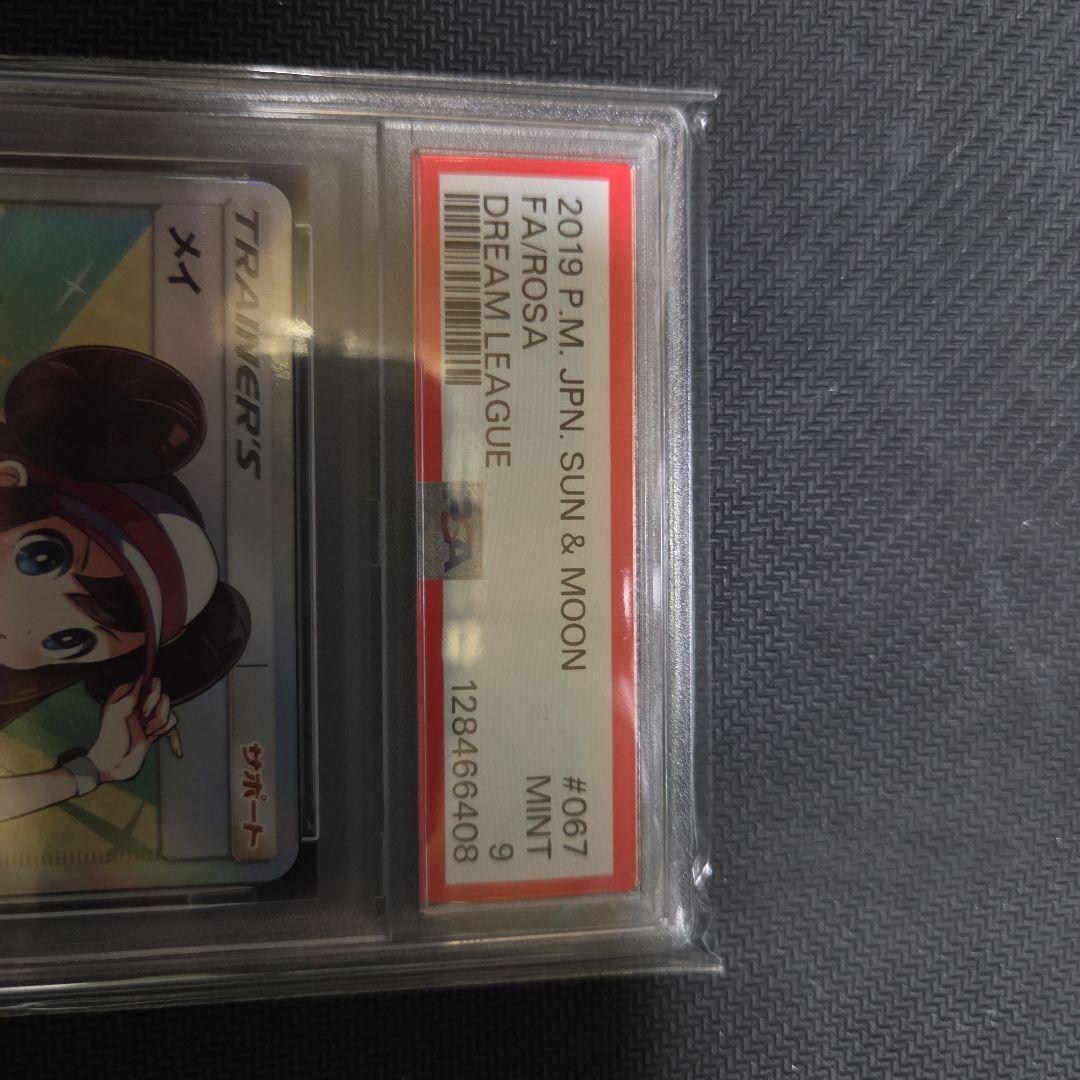 2019 P.M. JPN. SUN & MOON #067
FA/ROSA MINT
DREAM LEAGUE 9
PSA 128466408
TRAINER'S サポート
メイ